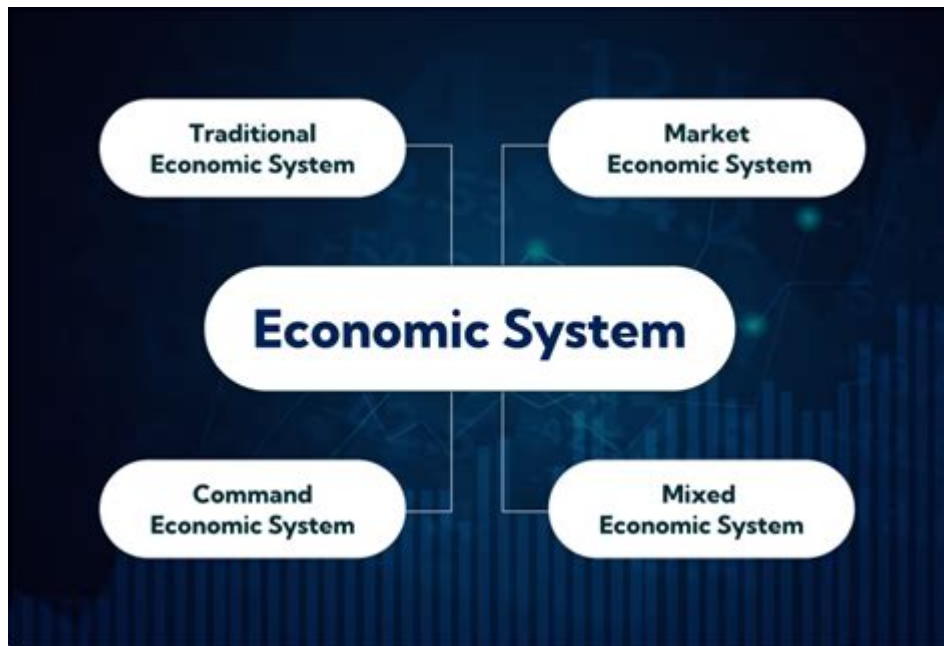 Traditional
Economic System
Market
Economic System
Economic System
Command
Economic System
Mixed
Economic System